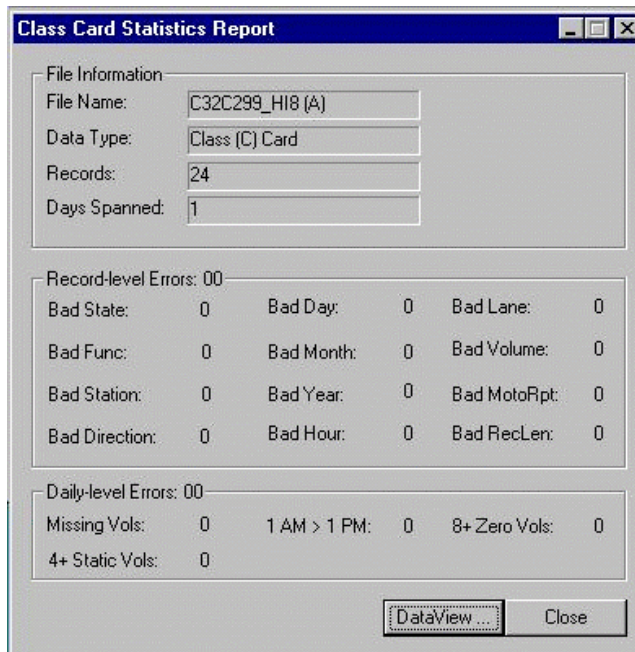 Class Card Statistics Report
File Information
File Name: C32C299_HI8 (A)
Data Type: Class (C) Card
Records: 24
Days Spanned: 1
Record-level Errors: 00
Bad State: 0 Bad Day: 0 Bad Lane: 0
Bad Func: 0 Bad Month: 0 Bad Volume: 0
Bad Station: 0 Bad Year: 0 Bad MotoRpt: 0
Bad Direction: 0 Bad Hour: 0 Bad RecLen: 0
Daily-level Errors: 00
Missing Vols: 0 1 AM > 1 PM: 0 8+ Zero Vols: 0
4+ Static Vols: 0
DataView ... Close